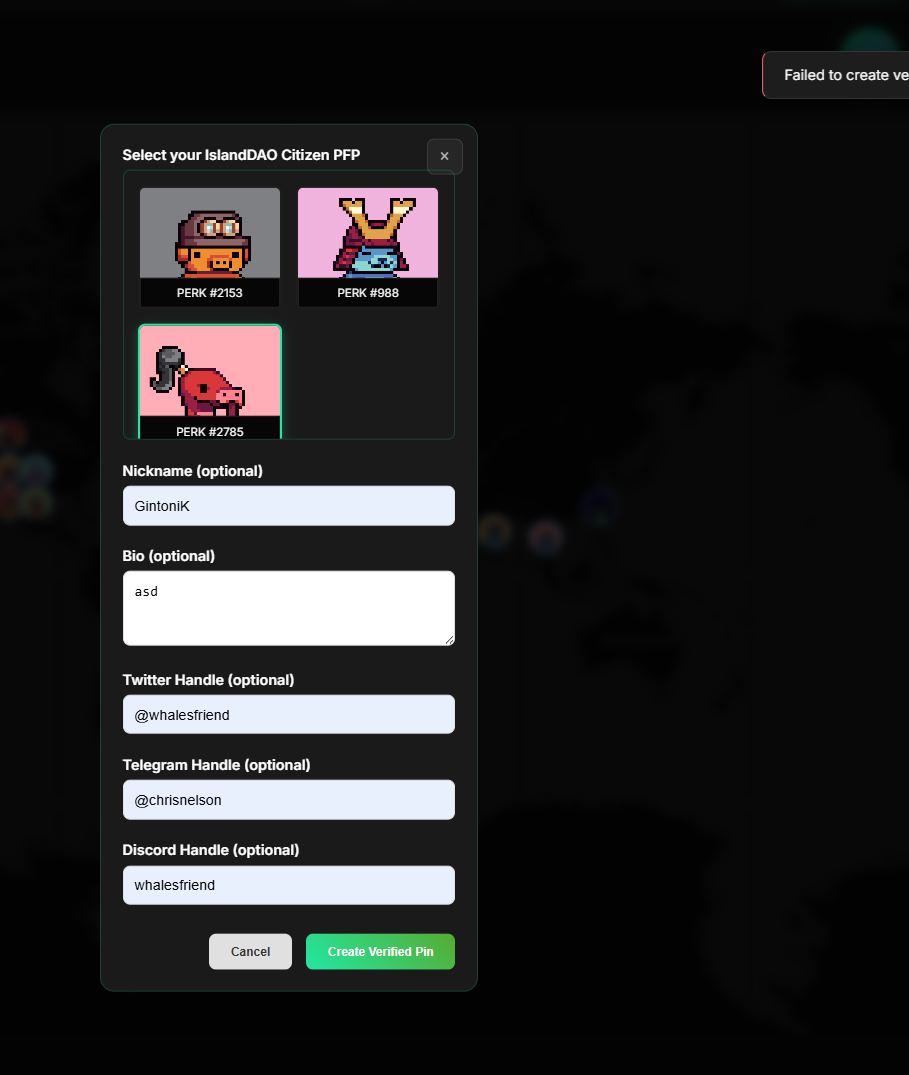 Failed to create ve
Select your IslandDAO Citizen PFP
×
PERK #2153
PERK #988
PERK #2785
Nickname (optional)
GintoniK
Bio (optional)
asd
Twitter Handle (optional)
@whalesfriend
Telegram Handle (optional)
@chrisnelson
Discord Handle (optional)
whalesfriend
Cancel
Create Verified Pin